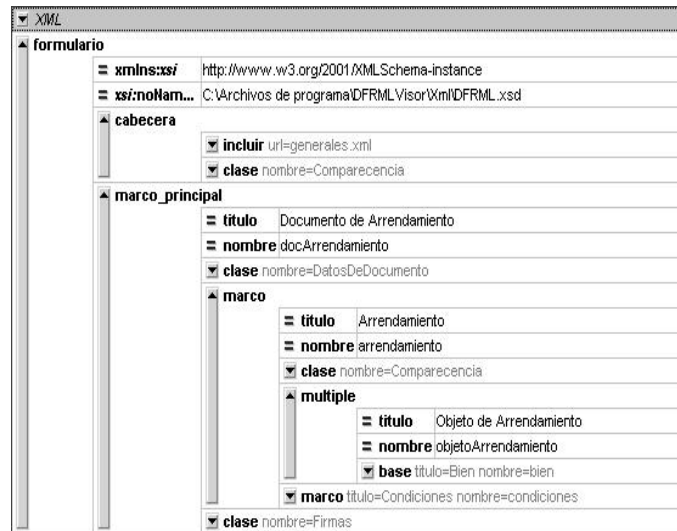 XML
formulario
= xmlns:xsi http://www.w3.org/2001/XMLSchema-instance
= xsi:noNam... C:\Archivos de programa\DFRMLVisor\Xml\DFRML.xsd
cabecera
incluir url=generales.xml
clase nombre=Comparecencia
marco_principal
= titulo Documento de Arrendamiento
= nombre docArrendamiento
clase nombre=DatosDeDocumento
marco
= titulo Arrendamiento
= nombre arrendamiento
clase nombre=Comparecencia
multiple
= titulo Objeto de Arrendamiento
= nombre objetoArrendamiento
base titulo=Bien nombre=bien
marco titulo=Condiciones nombre=condiciones
clase nombre=Firmas